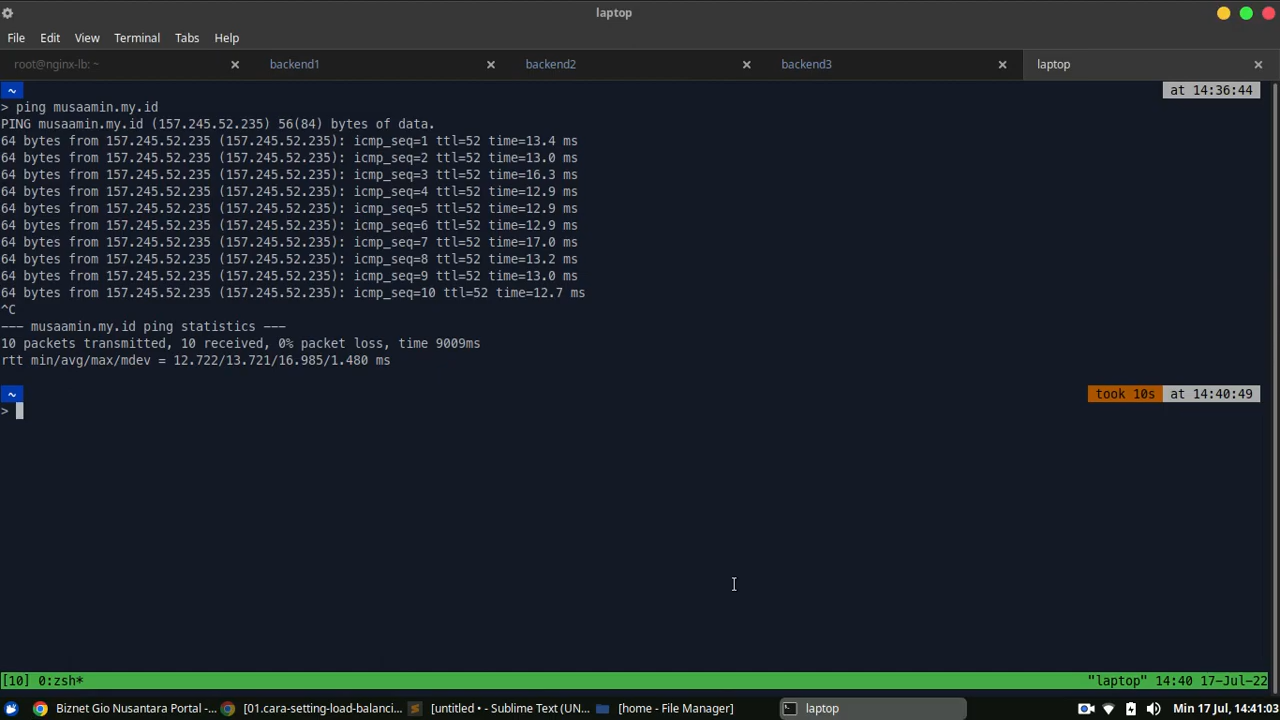 laptop
File Edit View Terminal Tabs Help
root@nginx-lb: ~ backend1 backend2 backend3 laptop
~ at 14:36:44
> ping musaamin.my.id
PING musaamin.my.id (157.245.52.235) 56(84) bytes of data.
64 bytes from 157.245.52.235 (157.245.52.235): icmp_seq=1 ttl=52 time=13.4 ms
64 bytes from 157.245.52.235 (157.245.52.235): icmp_seq=2 ttl=52 time=13.0 ms
64 bytes from 157.245.52.235 (157.245.52.235): icmp_seq=3 ttl=52 time=16.3 ms
64 bytes from 157.245.52.235 (157.245.52.235): icmp_seq=4 ttl=52 time=12.9 ms
64 bytes from 157.245.52.235 (157.245.52.235): icmp_seq=5 ttl=52 time=12.9 ms
64 bytes from 157.245.52.235 (157.245.52.235): icmp_seq=6 ttl=52 time=12.9 ms
64 bytes from 157.245.52.235 (157.245.52.235): icmp_seq=7 ttl=52 time=17.0 ms
64 bytes from 157.245.52.235 (157.245.52.235): icmp_seq=8 ttl=52 time=13.2 ms
64 bytes from 157.245.52.235 (157.245.52.235): icmp_seq=9 ttl=52 time=13.0 ms
64 bytes from 157.245.52.235 (157.245.52.235): icmp_seq=10 ttl=52 time=12.7 ms
^C
--- musaamin.my.id ping statistics ---
10 packets transmitted, 10 received, 0% packet loss, time 9009ms
rtt min/avg/max/mdev = 12.722/13.721/16.985/1.480 ms
~ took 10s at 14:40:49
>
[10] 0:zsh* "laptop" 14:40 17-Jul-22
Biznet Gio Nusantara Portal -... [01.cara-setting-load-balanci... [untitled • - Sublime Text (UN... [home - File Manager] laptop Min 17 Jul, 14:41:03